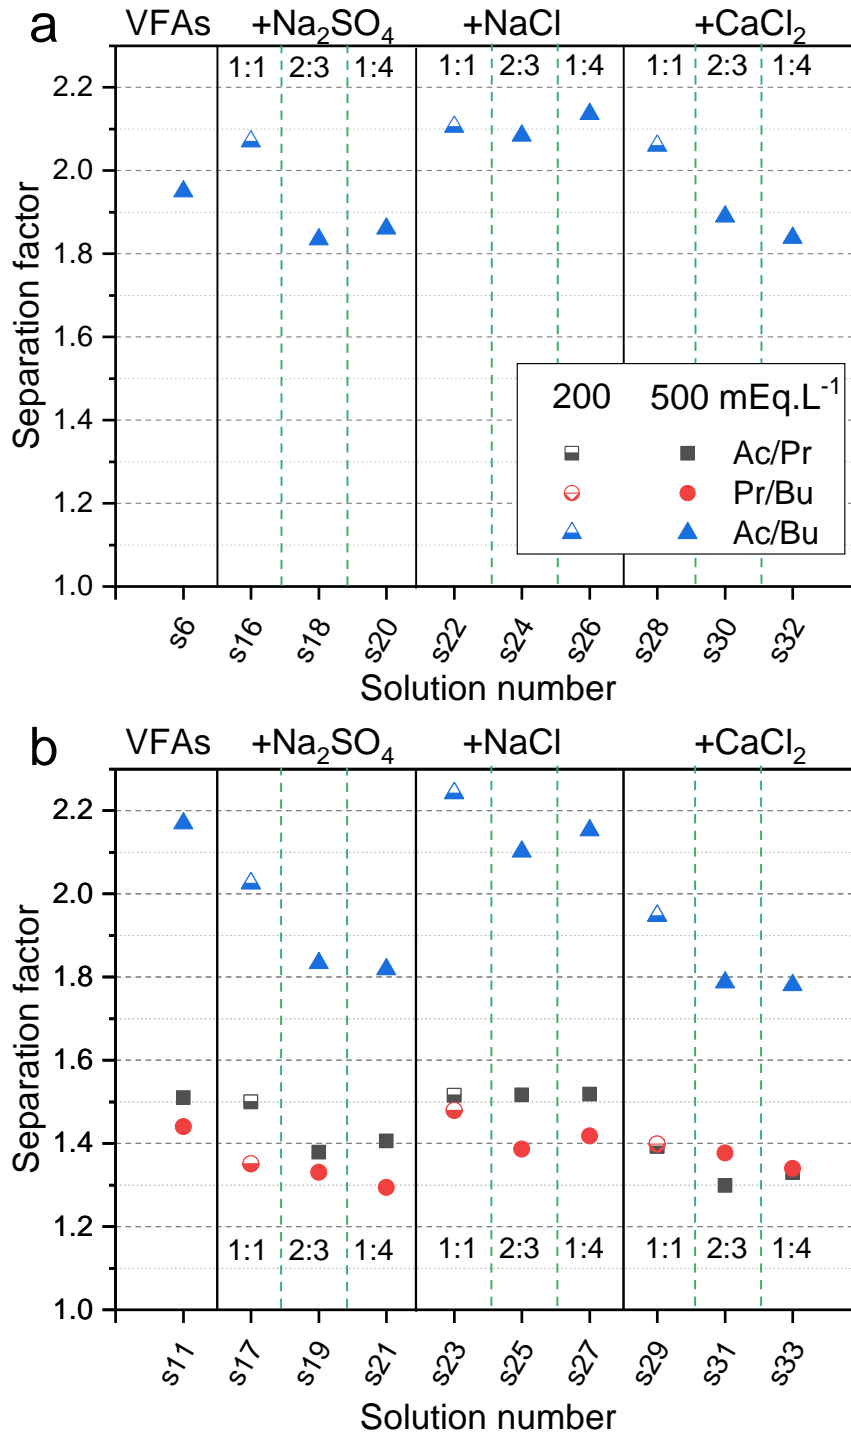 a
VFAs +Na₂SO₄ +NaCl +CaCl₂
1:1 2:3 1:4 1:1 2:3 1:4 1:1 2:3 1:4
2.2
2.0
1.8
1.6
1.4
1.2
1.0
Separation factor
200 500 mEq.L⁻¹
Ac/Pr
Pr/Bu
Ac/Bu
s6 s16 s18 s20 s22 s24 s26 s28 s30 s32
Solution number
b
VFAs +Na₂SO₄ +NaCl +CaCl₂
2.2
2.0
1.8
1.6
1.4
1.2
1.0
Separation factor
1:1 2:3 1:4 1:1 2:3 1:4 1:1 2:3 1:4
s11 s17 s19 s21 s23 s25 s27 s29 s31 s33
Solution number